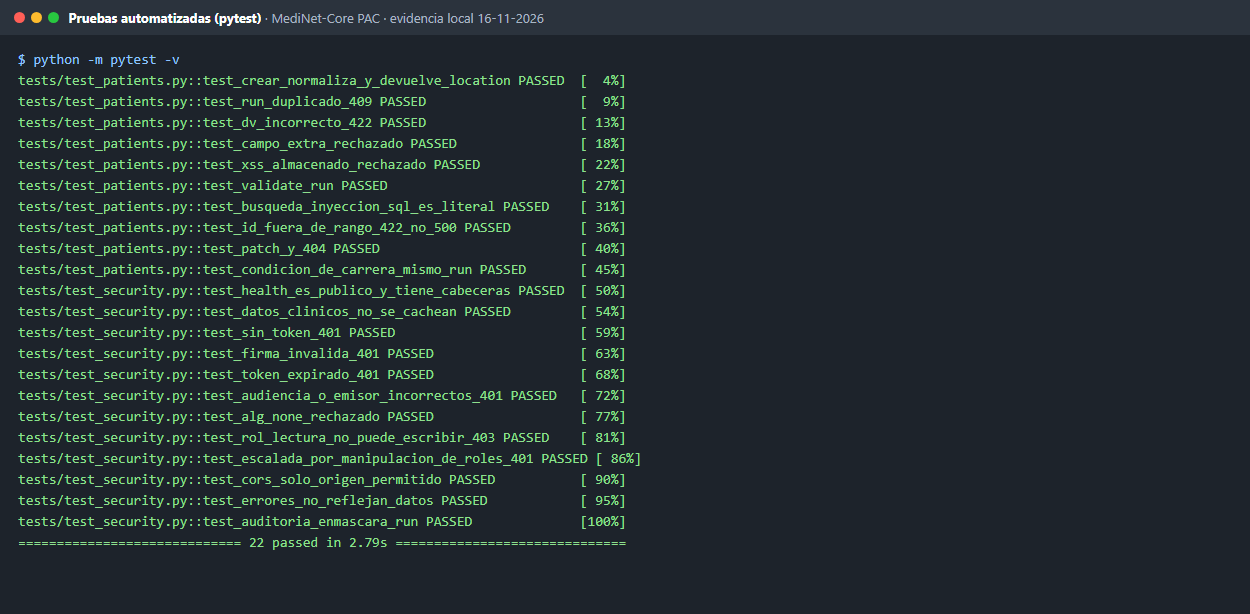 Pruebas automatizadas (pytest) · MediNet-Core PAC · evidencia local 16-11-2026
$ python -m pytest -v
tests/test_patients.py::test_crear_normaliza_y_devuelve_location PASSED  [  4%]
tests/test_patients.py::test_run_duplicado_409 PASSED                    [  9%]
tests/test_patients.py::test_dv_incorrecto_422 PASSED                    [ 13%]
tests/test_patients.py::test_campo_extra_rechazado PASSED                [ 18%]
tests/test_patients.py::test_xss_almacenado_rechazado PASSED             [ 22%]
tests/test_patients.py::test_validate_run PASSED                         [ 27%]
tests/test_patients.py::test_busqueda_inyeccion_sql_es_literal PASSED    [ 31%]
tests/test_patients.py::test_id_fuera_de_rango_422_no_500 PASSED         [ 36%]
tests/test_patients.py::test_patch_y_404 PASSED                          [ 40%]
tests/test_patients.py::test_condicion_de_carrera_mismo_run PASSED       [ 45%]
tests/test_security.py::test_health_es_publico_y_tiene_cabeceras PASSED  [ 50%]
tests/test_security.py::test_datos_clinicos_no_se_cachean PASSED         [ 54%]
tests/test_security.py::test_sin_token_401 PASSED                        [ 59%]
tests/test_security.py::test_firma_invalida_401 PASSED                   [ 63%]
tests/test_security.py::test_token_expirado_401 PASSED                   [ 68%]
tests/test_security.py::test_audiencia_o_emisor_incorrectos_401 PASSED   [ 72%]
tests/test_security.py::test_alg_none_rechazado PASSED                   [ 77%]
tests/test_security.py::test_rol_lectura_no_puede_escribir_403 PASSED    [ 81%]
tests/test_security.py::test_escalada_por_manipulacion_de_roles_401 PASSED [ 86%]
tests/test_security.py::test_cors_solo_origen_permitido PASSED           [ 90%]
tests/test_security.py::test_errores_no_reflejan_datos PASSED            [ 95%]
tests/test_security.py::test_auditoria_enmascara_run PASSED              [100%]
============================= 22 passed in 2.79s ==============================